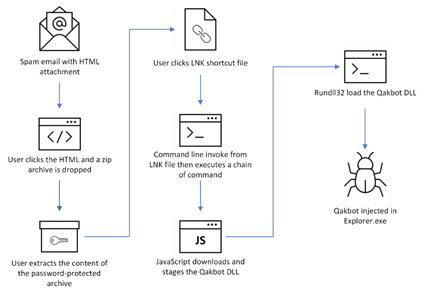 Spam email with HTML
attachment
</>
User clicks the HTML and a zip
archive is dropped
User extracts the content of
the password-protected
archive
User clicks LNK shortcut file
>_
Command line invoke from
LNK file then executes a chain
of command
JS
JavaScript downloads and
stages the Qakbot DLL
>_
Rundll32 load the Qakbot DLL
Qakbot injected in
Explorer.exe